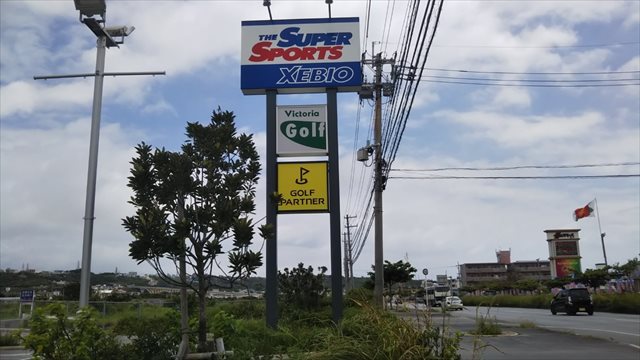 THE SUPER
SPORTS
XEBIO
Victoria
Golf
GOLF
PARTNER